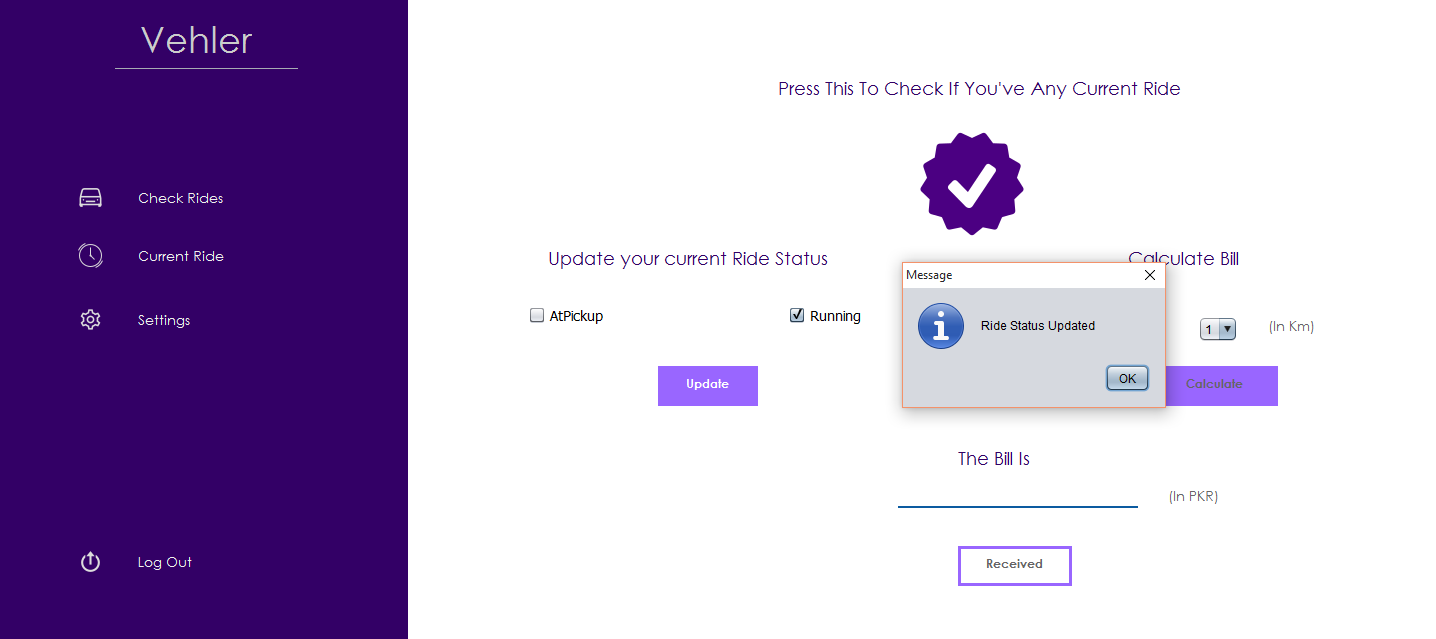 Vehler
Check Rides
Current Ride
Settings
Log Out
Press This To Check If You've Any Current Ride
Update your current Ride Status
AtPickup
Running
Update
Calculate Bill
1
(In Km)
Calculate
Message
Ride Status Updated
OK
The Bill Is
(In PKR)
Received